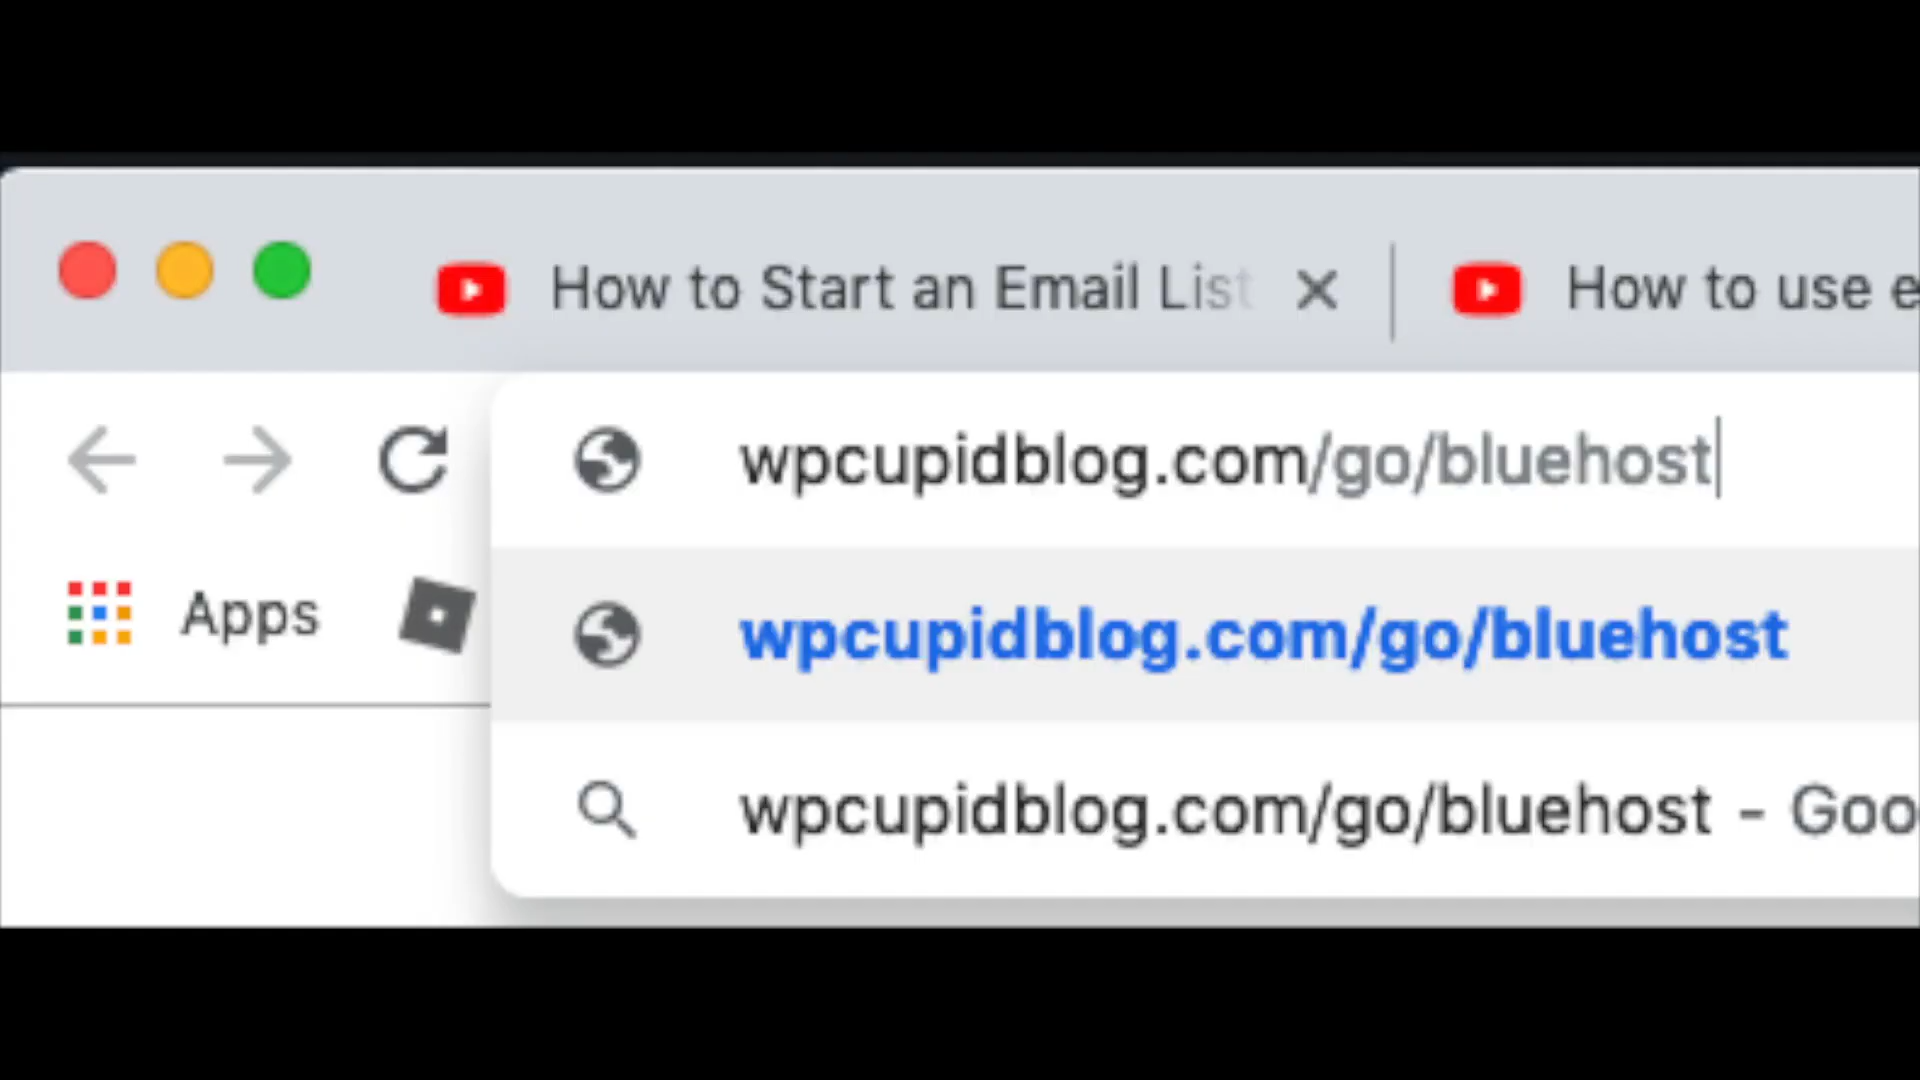 How to Start an Email List
How to use e
wpcupidblog.com/go/bluehost
Apps
wpcupidblog.com/go/bluehost
wpcupidblog.com/go/bluehost - Goo